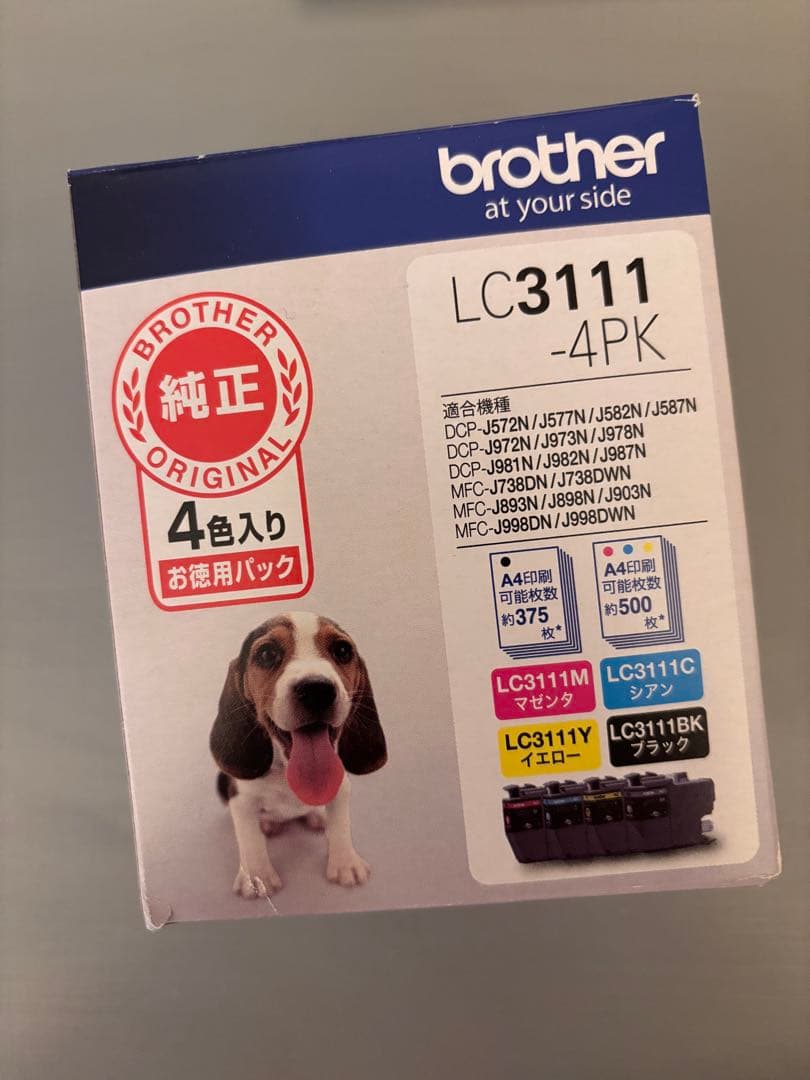 brother
at your side
LC3111
-4PK
BROTHER
純正
ORIGINAL
4色入り
お徳用パック
適合機種
DCP-J572N/J577N/J582N/J587N
DCP-J972N/J973N/J978N
DCP-J981N/J982N/J987N
MFC-J738DN/J738DWN
MFC-J893N/J898N/J903N
MFC-J998DN/J998DWN
A4印刷
可能枚数
約375
枚*
A4印刷
可能枚数
約500
枚*
LC3111M
マゼンタ
LC3111C
シアン
LC3111Y
イエロー
LC3111BK
ブラック